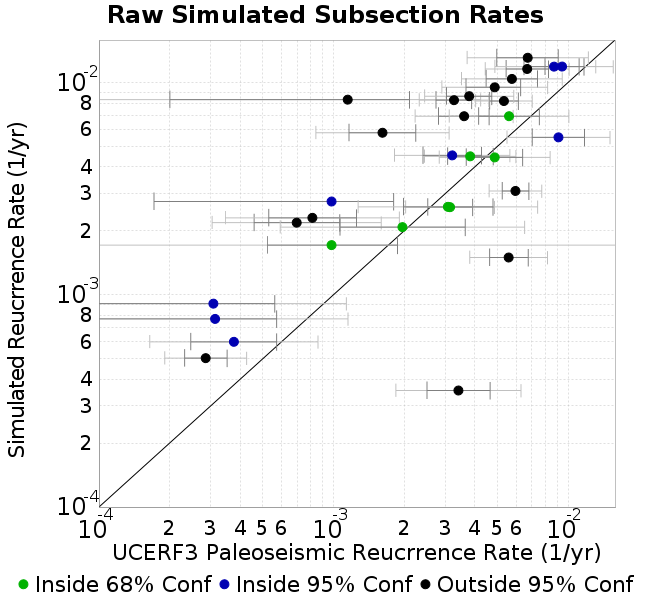 Raw Simulated Subsection Rates
Simulated Reucrrence Rate (1/yr)
10-2
8
6
4
3
2
10-3
8
6
4
3
2
10-4
10-4 2 3 4 5 6 10-3 2 3 4 5 6 10-2
UCERF3 Paleoseismic Reucrrence Rate (1/yr)
Inside 68% Conf Inside 95% Conf Outside 95% Conf